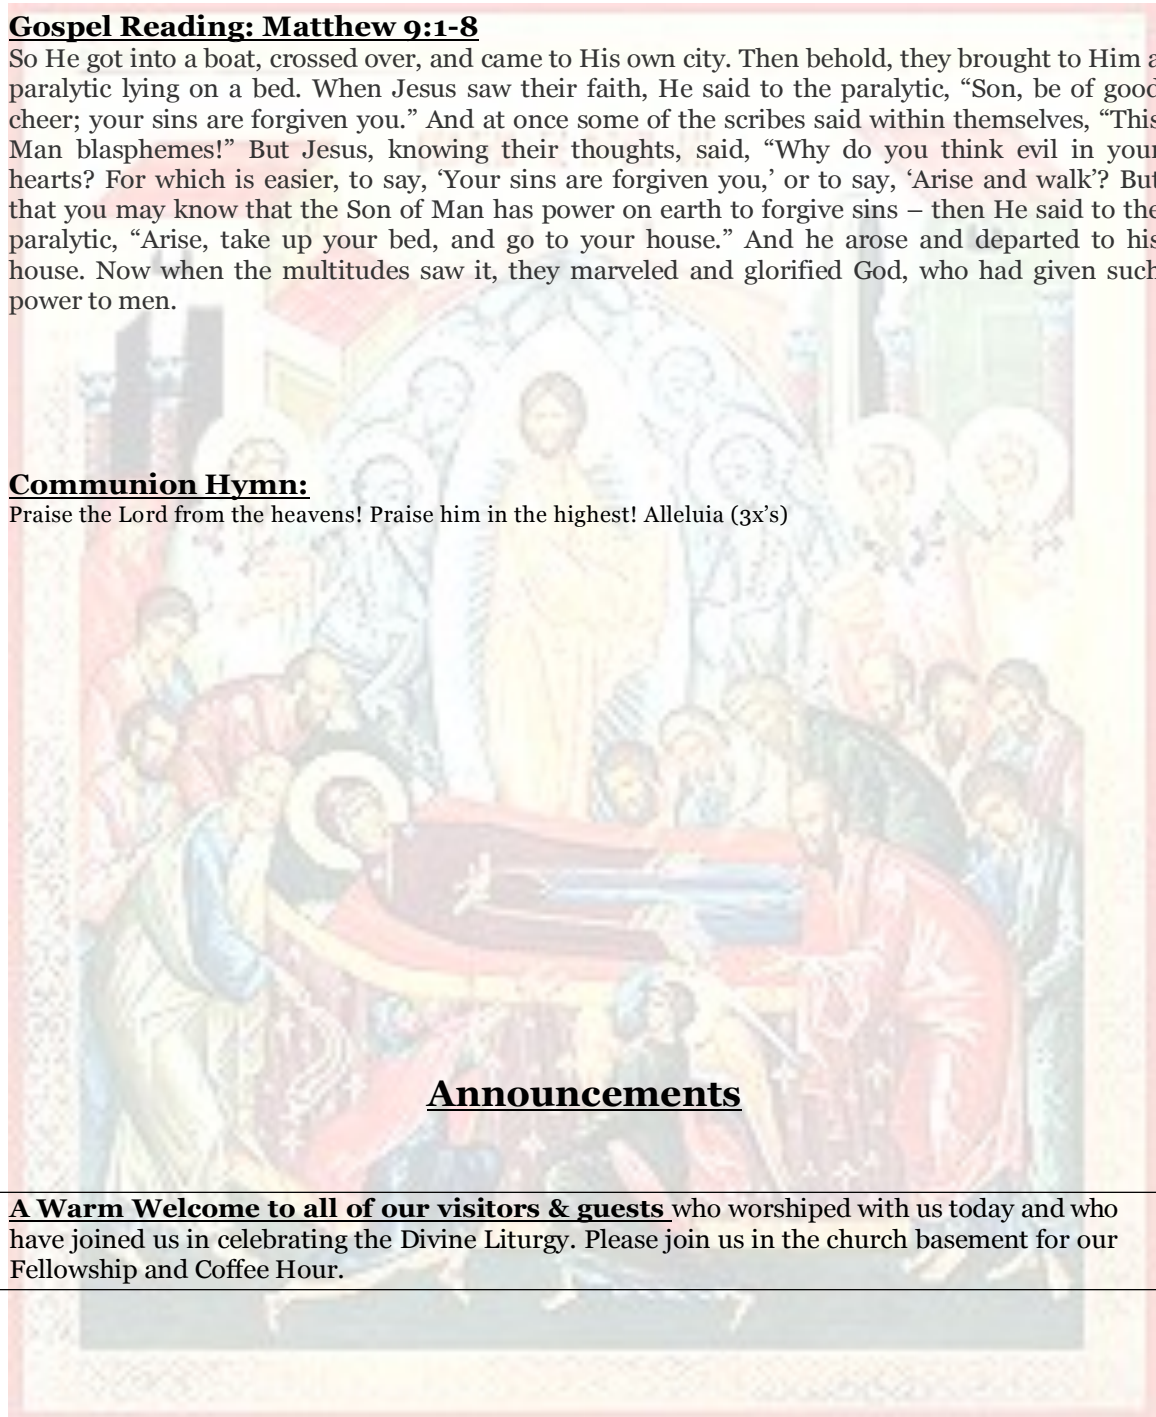 Gospel Reading: Matthew 9:1-8
So He got into a boat, crossed over, and came to His own city. Then behold, they brought to Him a
paralytic lying on a bed. When Jesus saw their faith, He said to the paralytic, “Son, be of good
cheer; your sins are forgiven you.” And at once some of the scribes said within themselves, “This
Man blasphemes!” But Jesus, knowing their thoughts, said, “Why do you think evil in your
hearts? For which is easier, to say, ‘Your sins are forgiven you,’ or to say, ‘Arise and walk’? But
that you may know that the Son of Man has power on earth to forgive sins – then He said to the
paralytic, “Arise, take up your bed, and go to your house.” And he arose and departed to his
house. Now when the multitudes saw it, they marveled and glorified God, who had given such
power to men.
Communion Hymn:
Praise the Lord from the heavens! Praise him in the highest! Alleluia (3x’s)
Announcements
A Warm Welcome to all of our visitors & guests who worshiped with us today and who
have joined us in celebrating the Divine Liturgy. Please join us in the church basement for our
Fellowship and Coffee Hour.